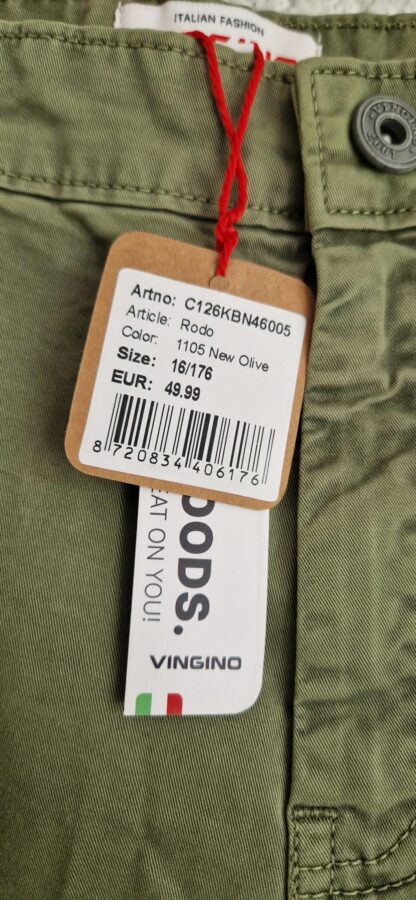 ITALIAN FASHION
Artno: C126KBN46005
Article: Rodo
Color: 1105 New Olive
Size: 16/176
EUR: 49.99
8 720834 406176
OODS.
EAT ON YOU!
VINGINO